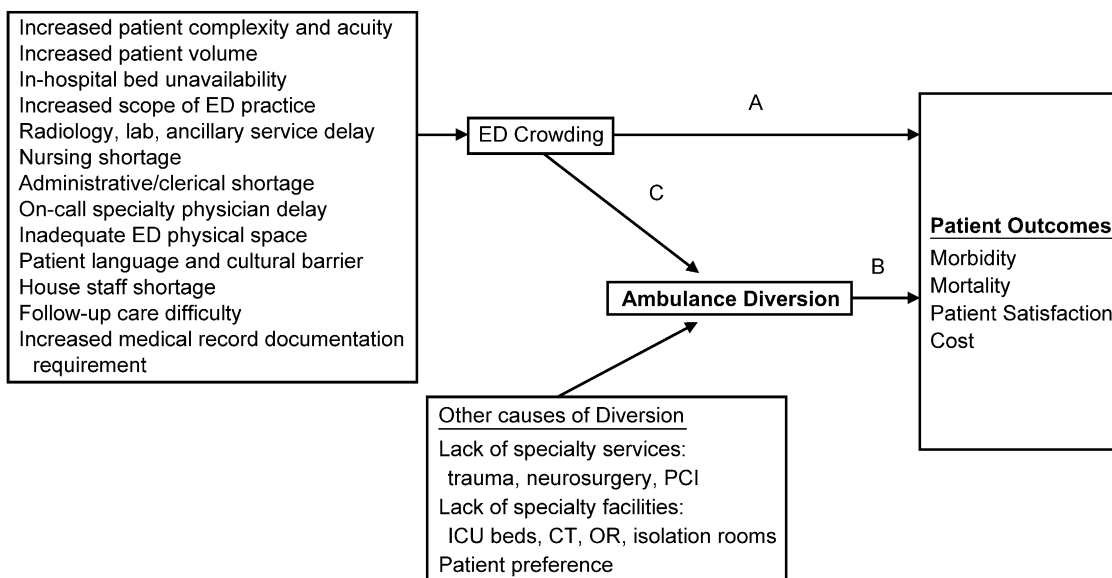 Increased patient complexity and acuity
Increased patient volume
In-hospital bed unavailability
Increased scope of ED practice
Radiology, lab, ancillary service delay
Nursing shortage
Administrative/clerical shortage
On-call specialty physician delay
Inadequate ED physical space
Patient language and cultural barrier
House staff shortage
Follow-up care difficulty
Increased medical record documentation
requirement
ED Crowding
A
C
Ambulance Diversion
B
Patient Outcomes
Morbidity
Mortality
Patient Satisfaction
Cost
Other causes of Diversion
Lack of specialty services:
trauma, neurosurgery, PCI
Lack of specialty facilities:
ICU beds, CT, OR, isolation rooms
Patient preference